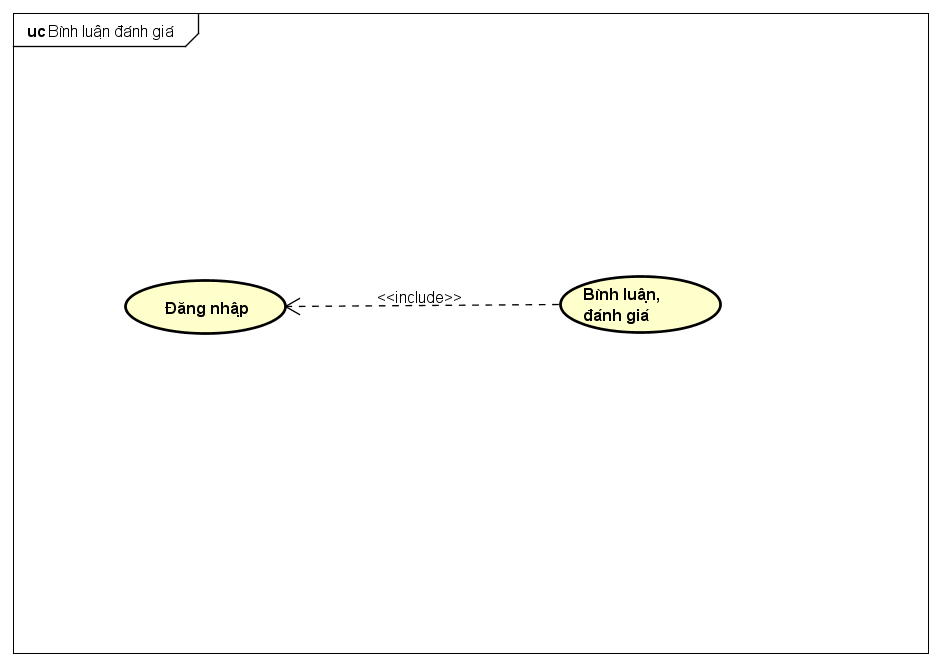 uc Bình luận đánh giá
<<include>>
Đăng nhập
Bình luận,
đánh giá